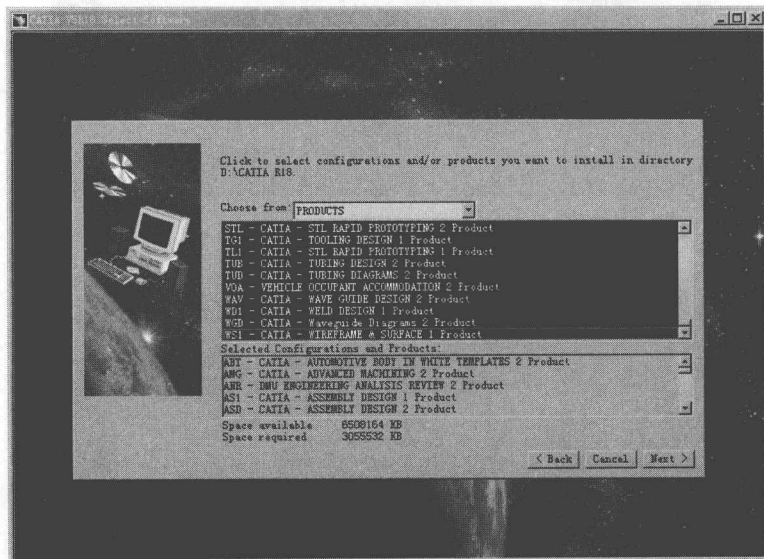 CATIA V5R18 Select Software
Click to select configurations and/or products you want to install in directory
D:\CATIA R18.
Choose from: PRODUCTS
STL - CATIA - STL RAPID PROTOTYPING 2 Product
TG1 - CATIA - TOOLING DESIGN 1 Product
TL1 - CATIA - STL RAPID PROTOTYPING 1 Product
TUB - CATIA - TUBING DESIGN 2 Product
TUD - CATIA - TUBING DIAGRAMS 2 Product
VOA - VEHICLE OCCUPANT ACCOMMODATION 2 Product
WAV - CATIA - WAVE GUIDE DESIGN 2 Product
WD1 - CATIA - WELD DESIGN 1 Product
WGD - CATIA - Waveguide Diagrams 2 Product
WS1 - CATIA - WIREFRAME & SURFACE 1 Product
Selected Configurations and Products:
ABT - CATIA - AUTOMOTIVE BODY IN WHITE TEMPLATES 2 Product
AMG - CATIA - ADVANCED MACHINING 2 Product
ANR - DMU ENGINEERING ANALYSIS REVIEW 2 Product
AS1 - CATIA - ASSEMBLY DESIGN 1 Product
ASD - CATIA - ASSEMBLY DESIGN 2 Product
Space available 6508164 KB
Space required 3055532 KB
< Back Cancel Next >